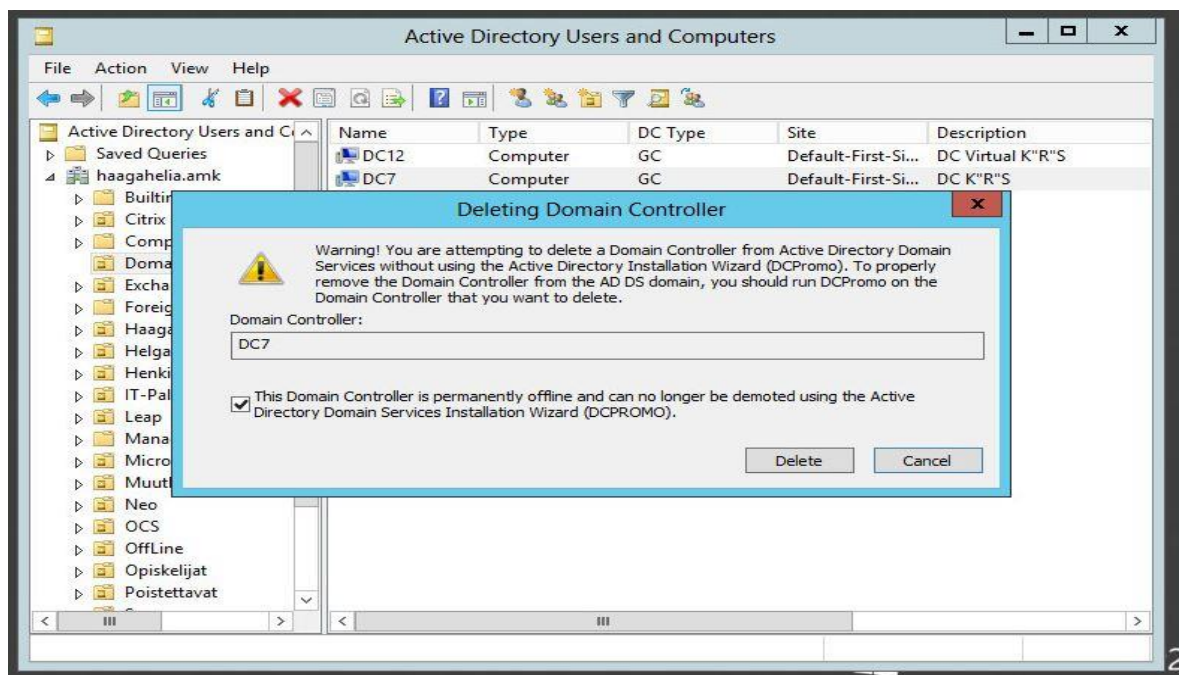 Active Directory Users and Computers
File Action View Help
Active Directory Users and C
Saved Queries
haagahelia.amk
Builtin
Citrix
Comp
Doma
Excha
Foreig
Haaga
Helga
Henki
IT-Pal
Leap
Mana
Micro
Muutl
Neo
OCS
OffLine
Opiskelijat
Poistettavat
Name Type DC Type Site Description
DC12 Computer GC Default-First-Si... DC Virtual K"R"S
DC7 Computer GC Default-First-Si... DC K"R"S
Deleting Domain Controller
Warning! You are attempting to delete a Domain Controller from Active Directory Domain
Services without using the Active Directory Installation Wizard (DCPromo). To properly
remove the Domain Controller from the AD DS domain, you should run DCPromo on the
Domain Controller that you want to delete.
Domain Controller:
DC7
This Domain Controller is permanently offline and can no longer be demoted using the Active
Directory Domain Services Installation Wizard (DCPROMO).
Delete Cancel
2